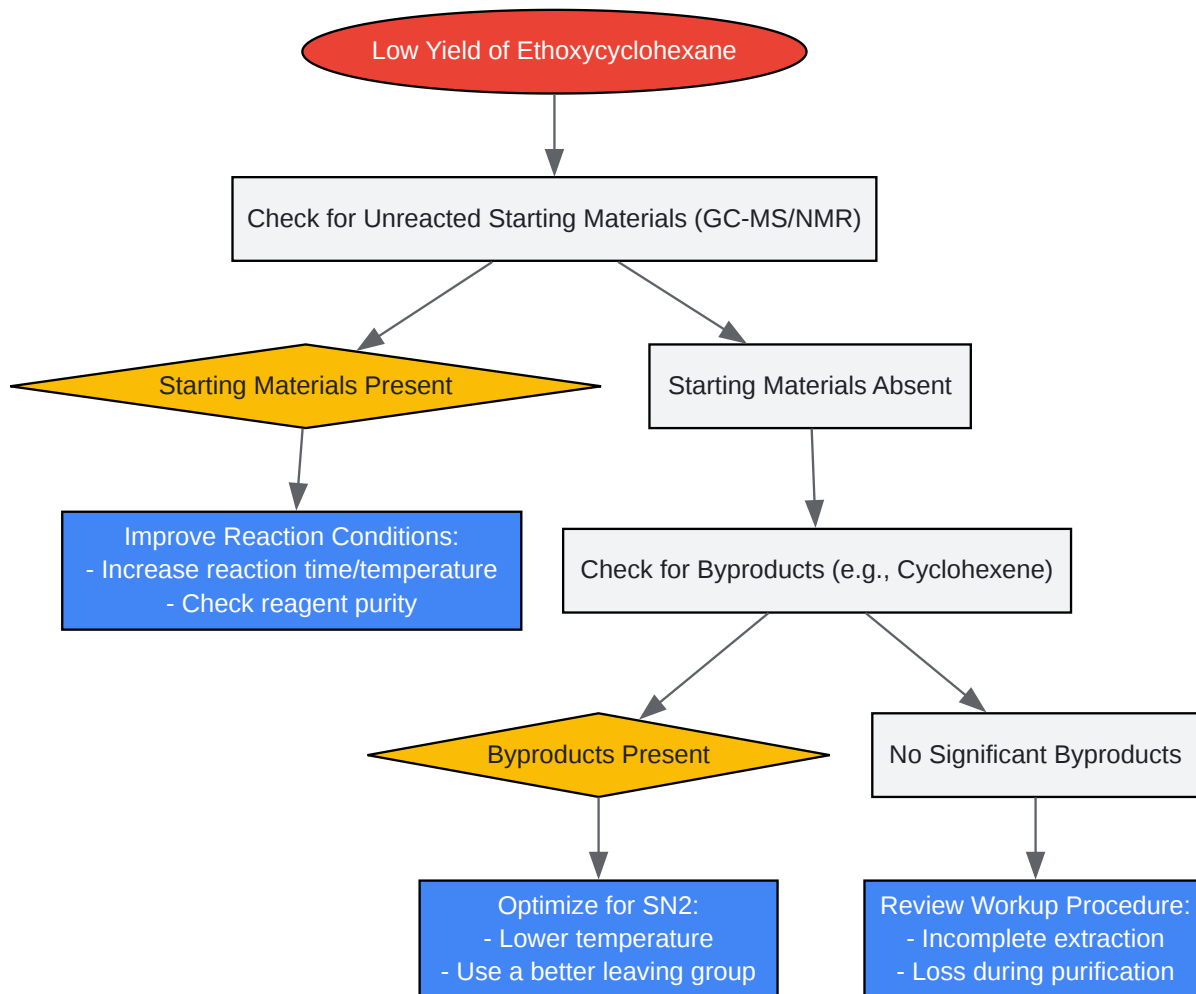 Low Yield of Ethoxycyclohexane
Check for Unreacted Starting Materials (GC-MS/NMR)
Starting Materials Present
Starting Materials Absent
Improve Reaction Conditions:
- Increase reaction time/temperature
- Check reagent purity
Check for Byproducts (e.g., Cyclohexene)
Byproducts Present
No Significant Byproducts
Optimize for SN2:
- Lower temperature
- Use a better leaving group
Review Workup Procedure:
- Incomplete extraction
- Loss during purification